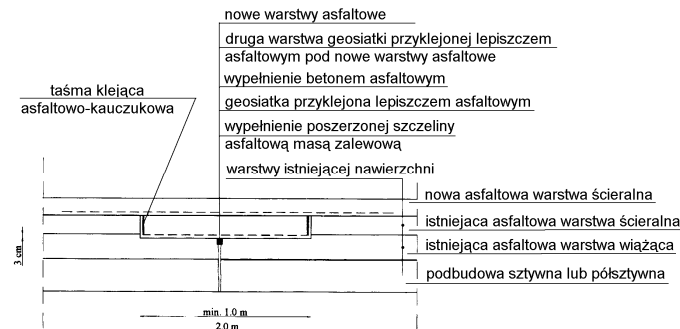 nowe warstwy asfaltowe
druga warstwa geosiatki przyklejonej lepiszczem
asfaltowym pod nowe warstwy asfaltowe
wypełnienie betonem asfaltowym
geosiatka przyklejona lepiszczem asfaltowym
wypełnienie poszerzonej szczeliny
asfaltową masą zalewową
warstwy istniejącej nawierzchni
taśma klejąca
asfaltowo-kauczukowa
nowa asfaltowa warstwa ścieralna
istniejaca asfaltowa warstwa ścieralna
istniejąca asfaltowa warstwa wiążąca
podbudowa sztywna lub półsztywna
3 cm
min. 1.0 m
2.0 m